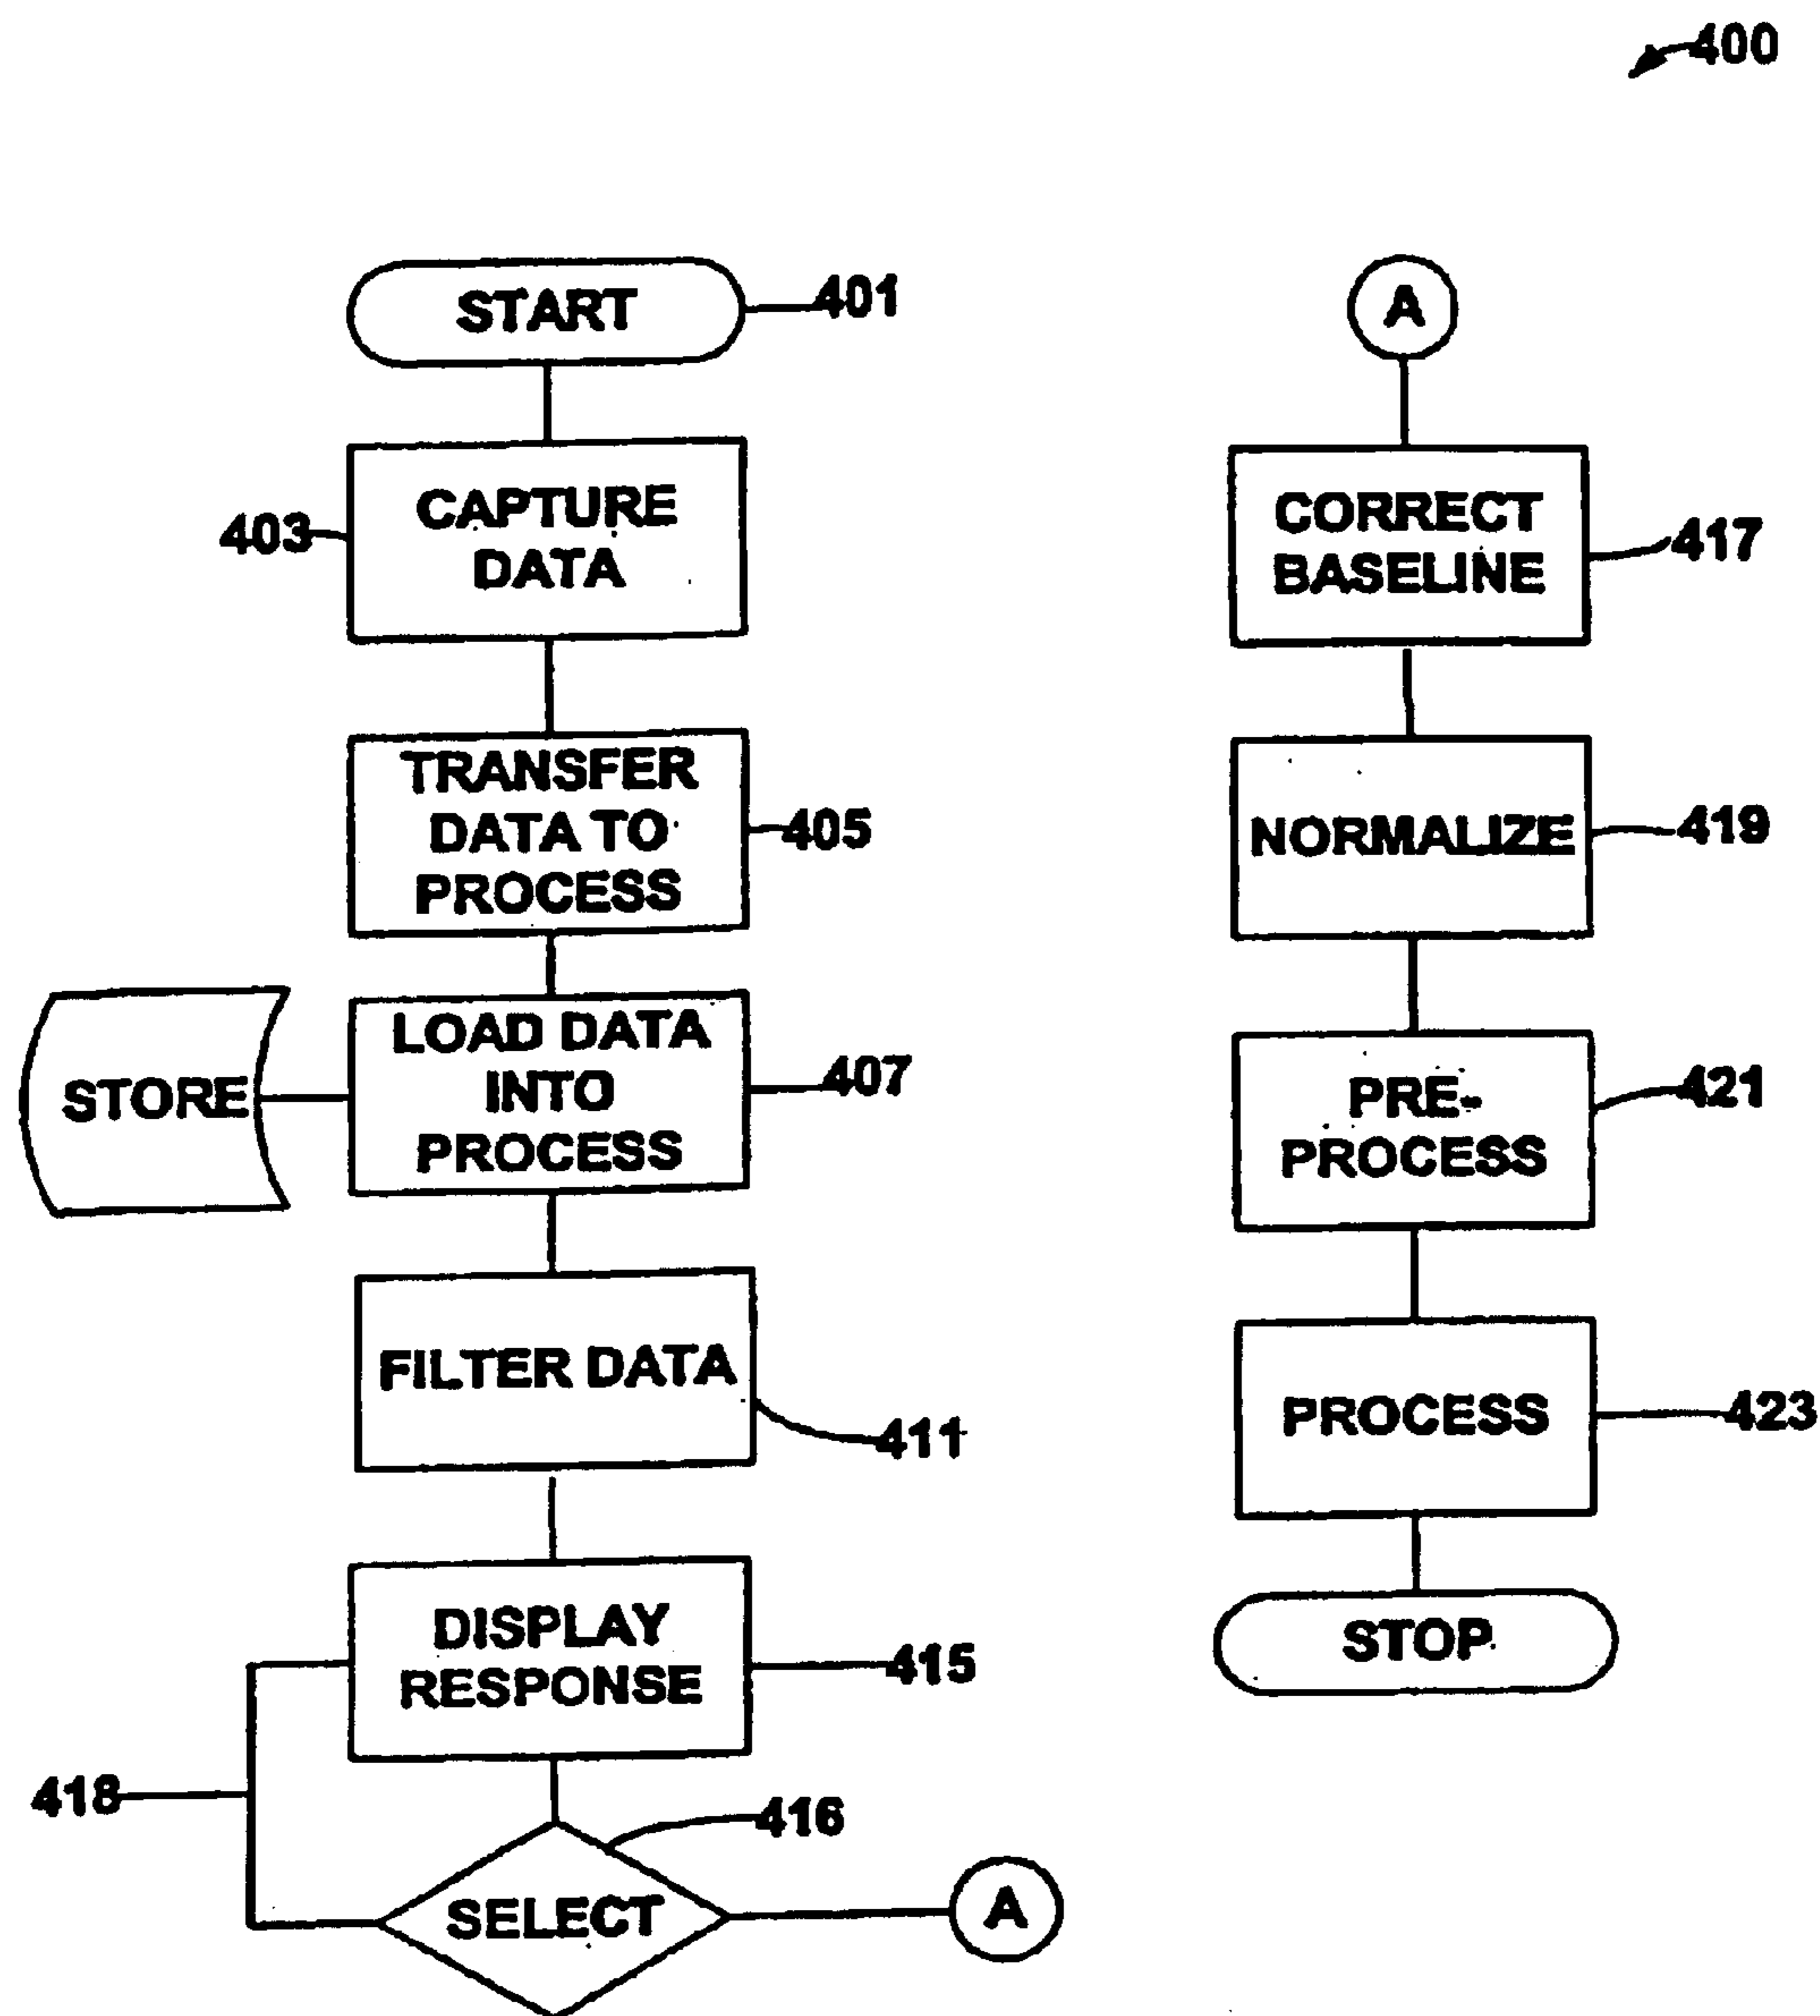 400
START
401
CAPTURE
DATA
403
TRANSFER
DATA TO
PROCESS
405
STORE
LOAD DATA
INTO
PROCESS
407
FILTER DATA
411
DISPLAY
RESPONSE
415
418
416
SELECT
A
A
CORRECT
BASELINE
417
NORMALIZE
419
PRE-
PROCESS
421
PROCESS
423
STOP